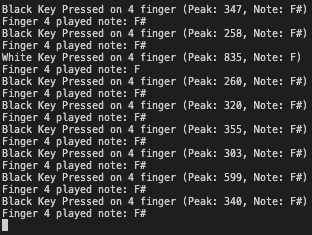 Black Key Pressed on 4 finger (Peak: 347, Note: F#)
Finger 4 played note: F#
Black Key Pressed on 4 finger (Peak: 258, Note: F#)
Finger 4 played note: F#
White Key Pressed on 4 finger (Peak: 835, Note: F)
Finger 4 played note: F
Black Key Pressed on 4 finger (Peak: 260, Note: F#)
Finger 4 played note: F#
Black Key Pressed on 4 finger (Peak: 320, Note: F#)
Finger 4 played note: F#
Black Key Pressed on 4 finger (Peak: 355, Note: F#)
Finger 4 played note: F#
Black Key Pressed on 4 finger (Peak: 303, Note: F#)
Finger 4 played note: F#
Black Key Pressed on 4 finger (Peak: 599, Note: F#)
Finger 4 played note: F#
Black Key Pressed on 4 finger (Peak: 340, Note: F#)
Finger 4 played note: F#